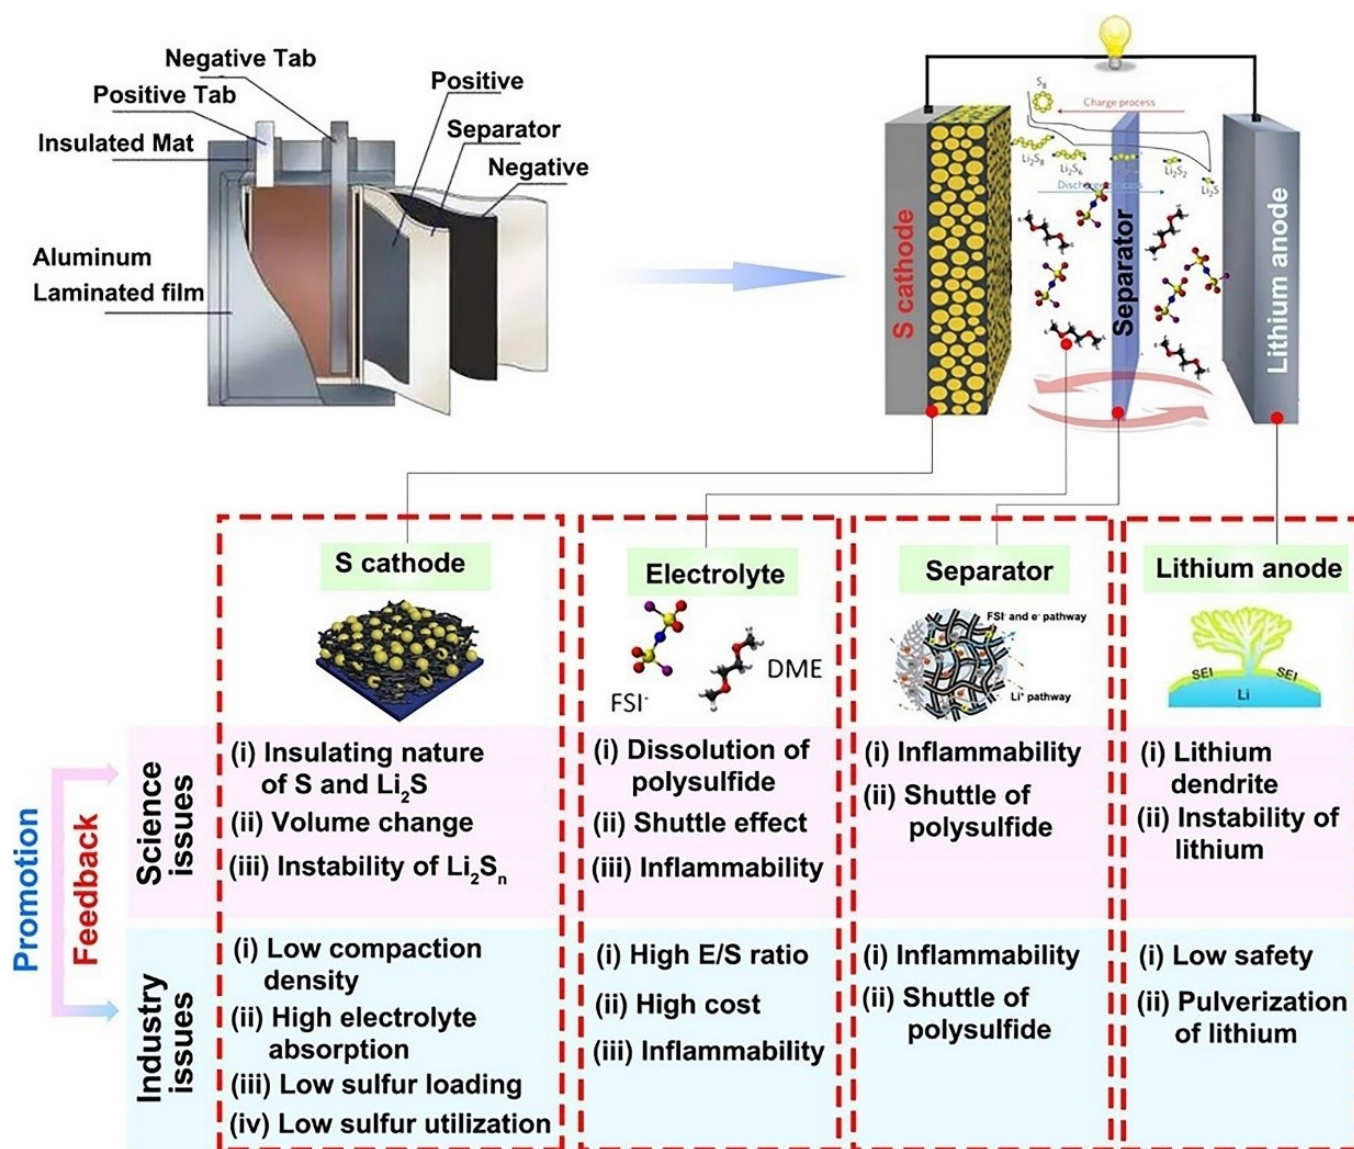 Negative Tab
Positive Tab
Insulated Mat
Positive
Separator
Negative
Aluminum
Laminated film
S₈
Charge process
Li₂S₈
Li₂S₆
Li₂S₂
Li₂S
S cathode
Separator
Lithium anode
S cathode
Electrolyte
Separator
Lithium anode
FSI⁻
DME
FSI⁻ and e⁻ pathway
Li⁺ pathway
SEI
SEI
Li
Promotion
Feedback
Science
issues
(i) Insulating nature
of S and Li₂S
(ii) Volume change
(iii) Instability of Li₂Sₙ
(i) Dissolution of
polysulfide
(ii) Shuttle effect
(iii) Inflammability
(i) Inflammability
(ii) Shuttle of
polysulfide
(i) Lithium
dendrite
(ii) Instability of
lithium
Industry
issues
(i) Low compaction
density
(ii) High electrolyte
absorption
(iii) Low sulfur loading
(iv) Low sulfur utilization
(i) High E/S ratio
(ii) High cost
(iii) Inflammability
(i) Inflammability
(ii) Shuttle of
polysulfide
(i) Low safety
(ii) Pulverization
of lithium